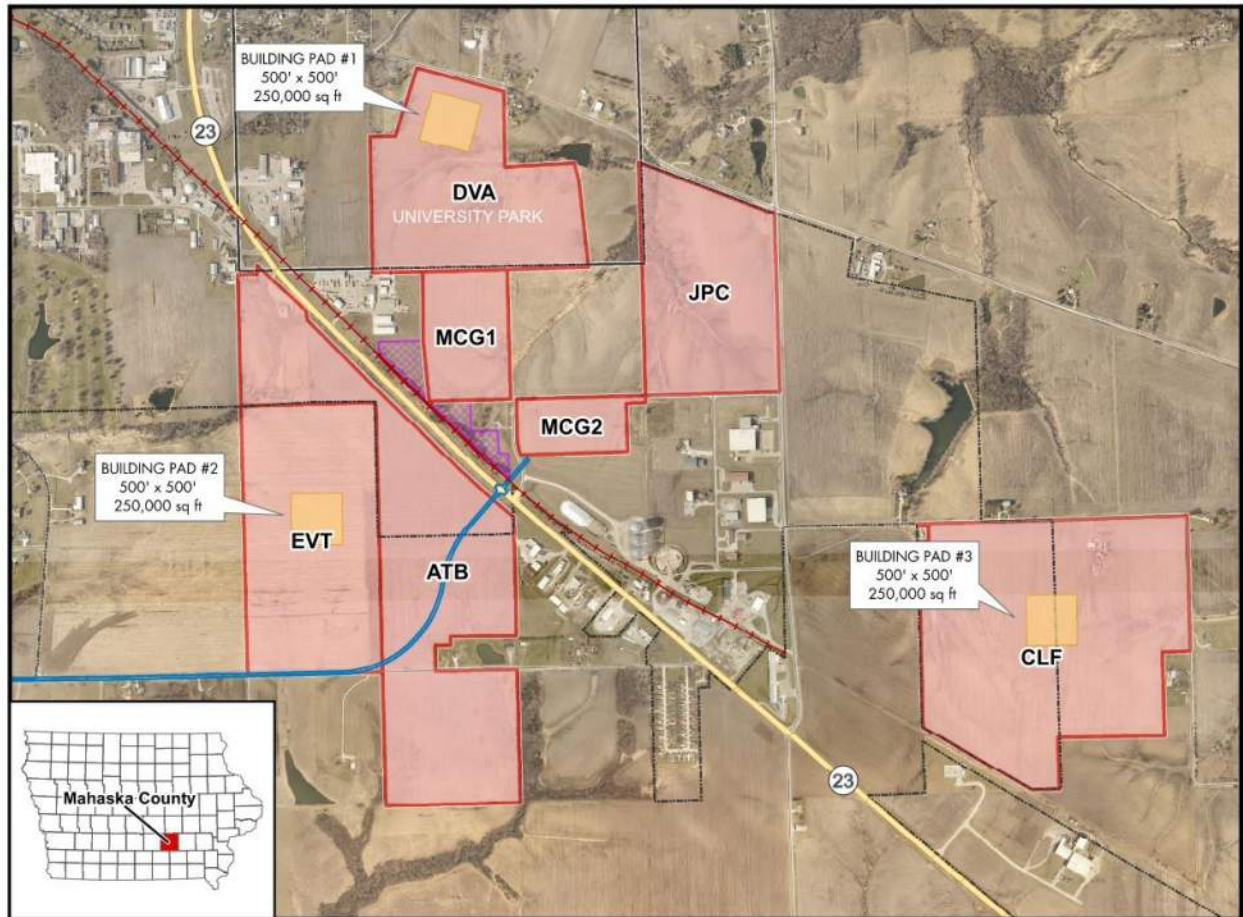 BUILDING PAD #1
500' x 500'
250,000 sq ft
23
DVA
UNIVERSITY PARK
JPC
MCG1
MCG2
BUILDING PAD #2
500' x 500'
250,000 sq ft
EVT
ATB
BUILDING PAD #3
500' x 500'
250,000 sq ft
CLF
23
Mahaska County